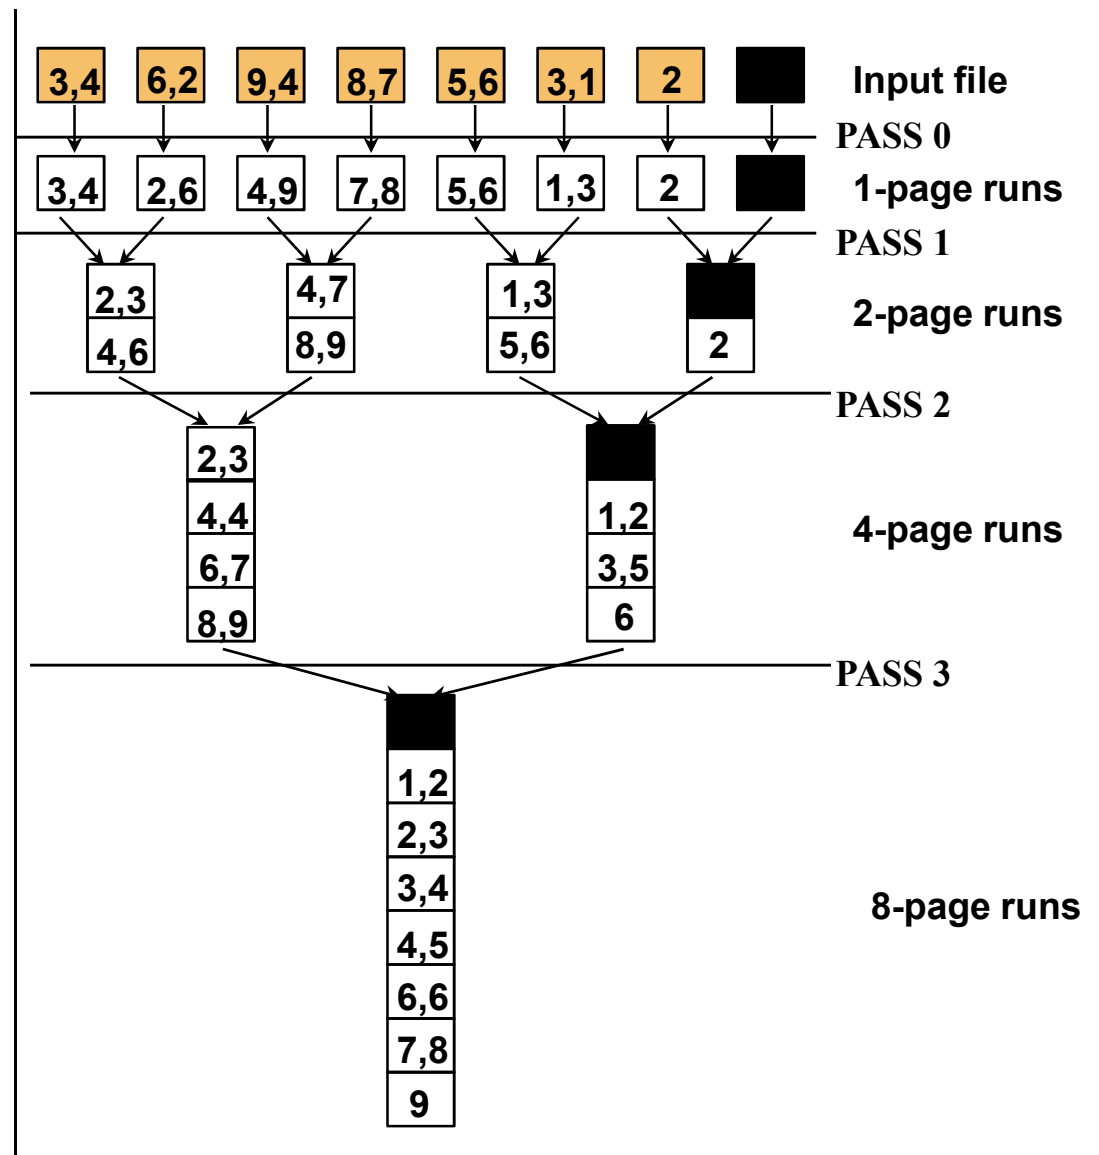 3,4 6,2 9,4 8,7 5,6 3,1 2 Input file
PASS 0
3,4 2,6 4,9 7,8 5,6 1,3 2 1-page runs
PASS 1
2,3 4,7 1,3
2-page runs
4,6 8,9 5,6 2
PASS 2
2,3
4,4 1,2
4-page runs
6,7 3,5
8,9 6
PASS 3
1,2
2,3
3,4
8-page runs
4,5
6,6
7,8
9